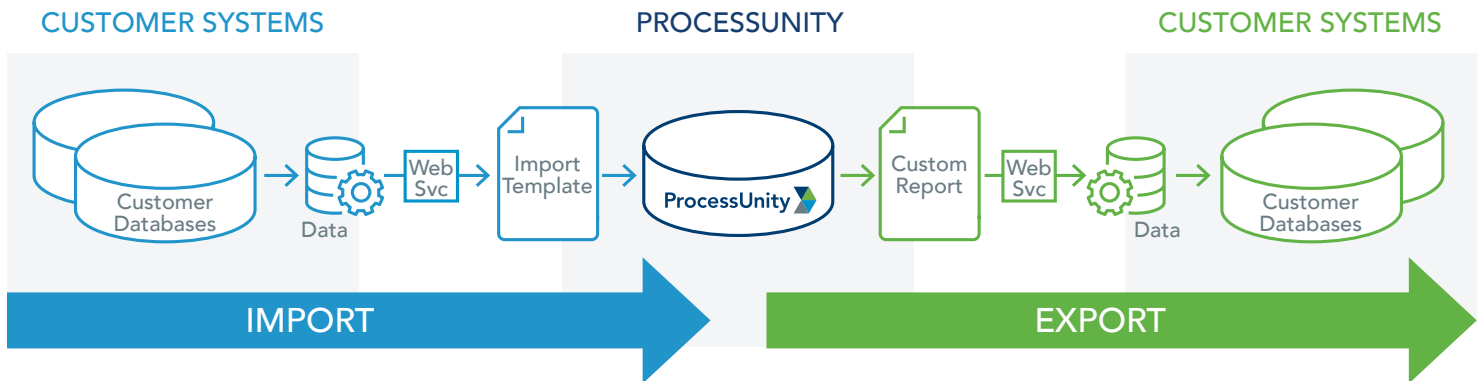 CUSTOMER SYSTEMS
PROCESSUNITY
CUSTOMER SYSTEMS
Customer
Databases
Data
Web
Svc
Import
Template
ProcessUnity
Custom
Report
Web
Svc
Data
Customer
Databases
IMPORT
EXPORT